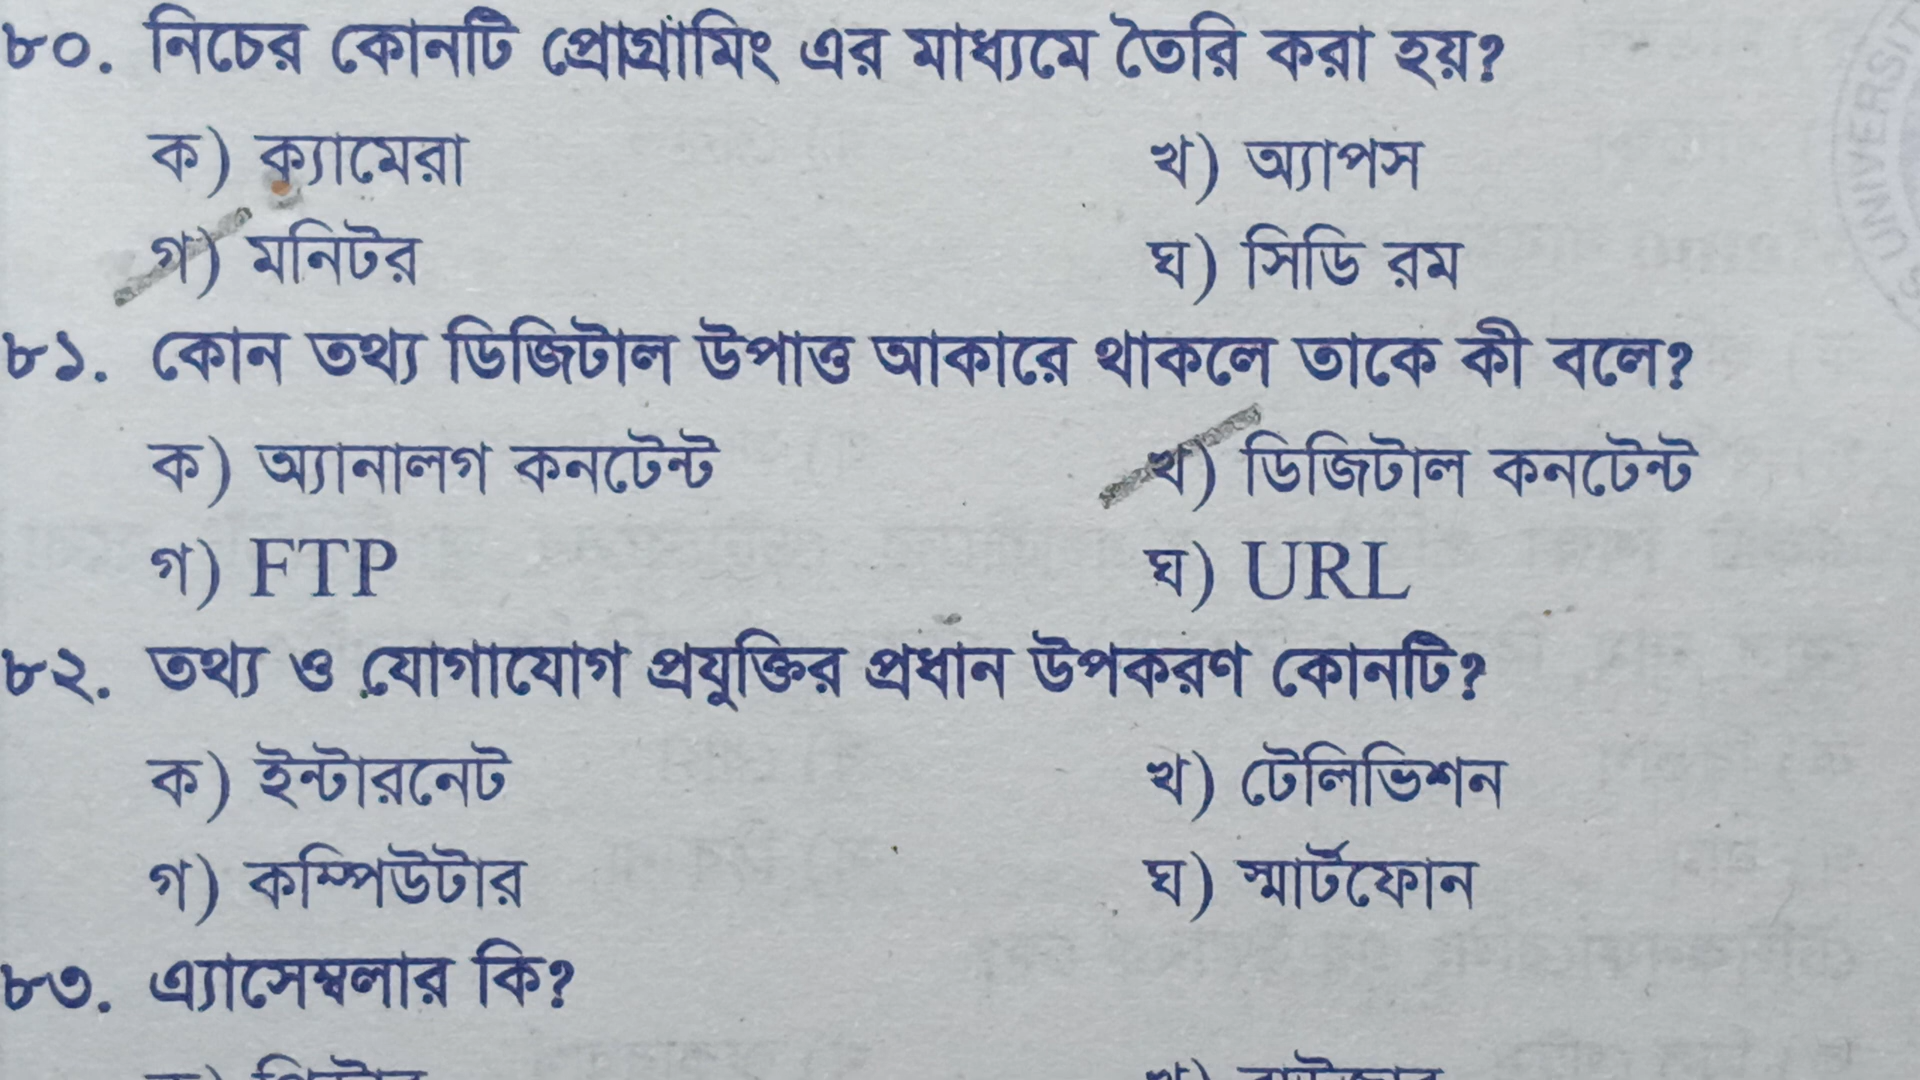 ৮০. নিচের কোনটি প্রোগ্রামিং এর মাধ্যমে তৈরি করা হয়?
ক) ক্যামেরা খ) অ্যাপস
গ) মনিটর ঘ) সিডি রম
৮১. কোন তথ্য ডিজিটাল উপাত্ত আকারে থাকলে তাকে কী বলে?
ক) অ্যানালগ কনটেন্ট খ) ডিজিটাল কনটেন্ট
গ) FTP ঘ) URL
৮২. তথ্য ও যোগাযোগ প্রযুক্তির প্রধান উপকরণ কোনটি?
ক) ইন্টারনেট খ) টেলিভিশন
গ) কম্পিউটার ঘ) স্মার্টফোন
৮৩. এ্যাসেম্বলার কি?
UNIVERSIT